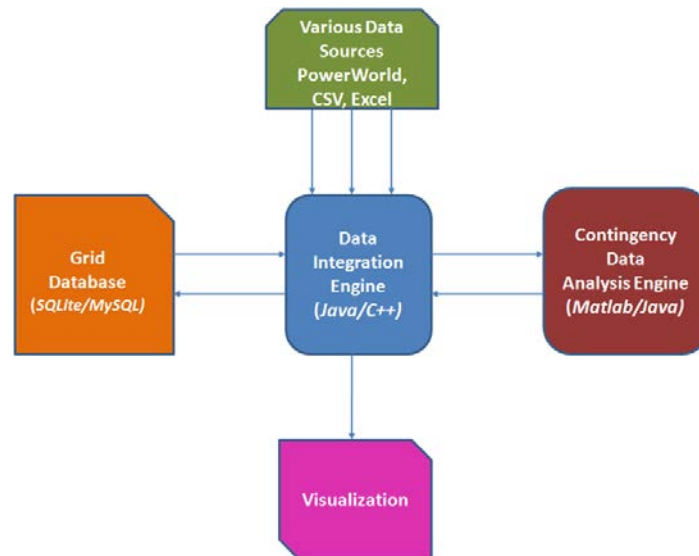 Various Data
Sources
PowerWorld,
CSV, Excel
Grid
Database
(SQLite/MySQL)
Data
Integration
Engine
(Java/C++)
Contingency
Data
Analysis Engine
(Matlab/Java)
Visualization